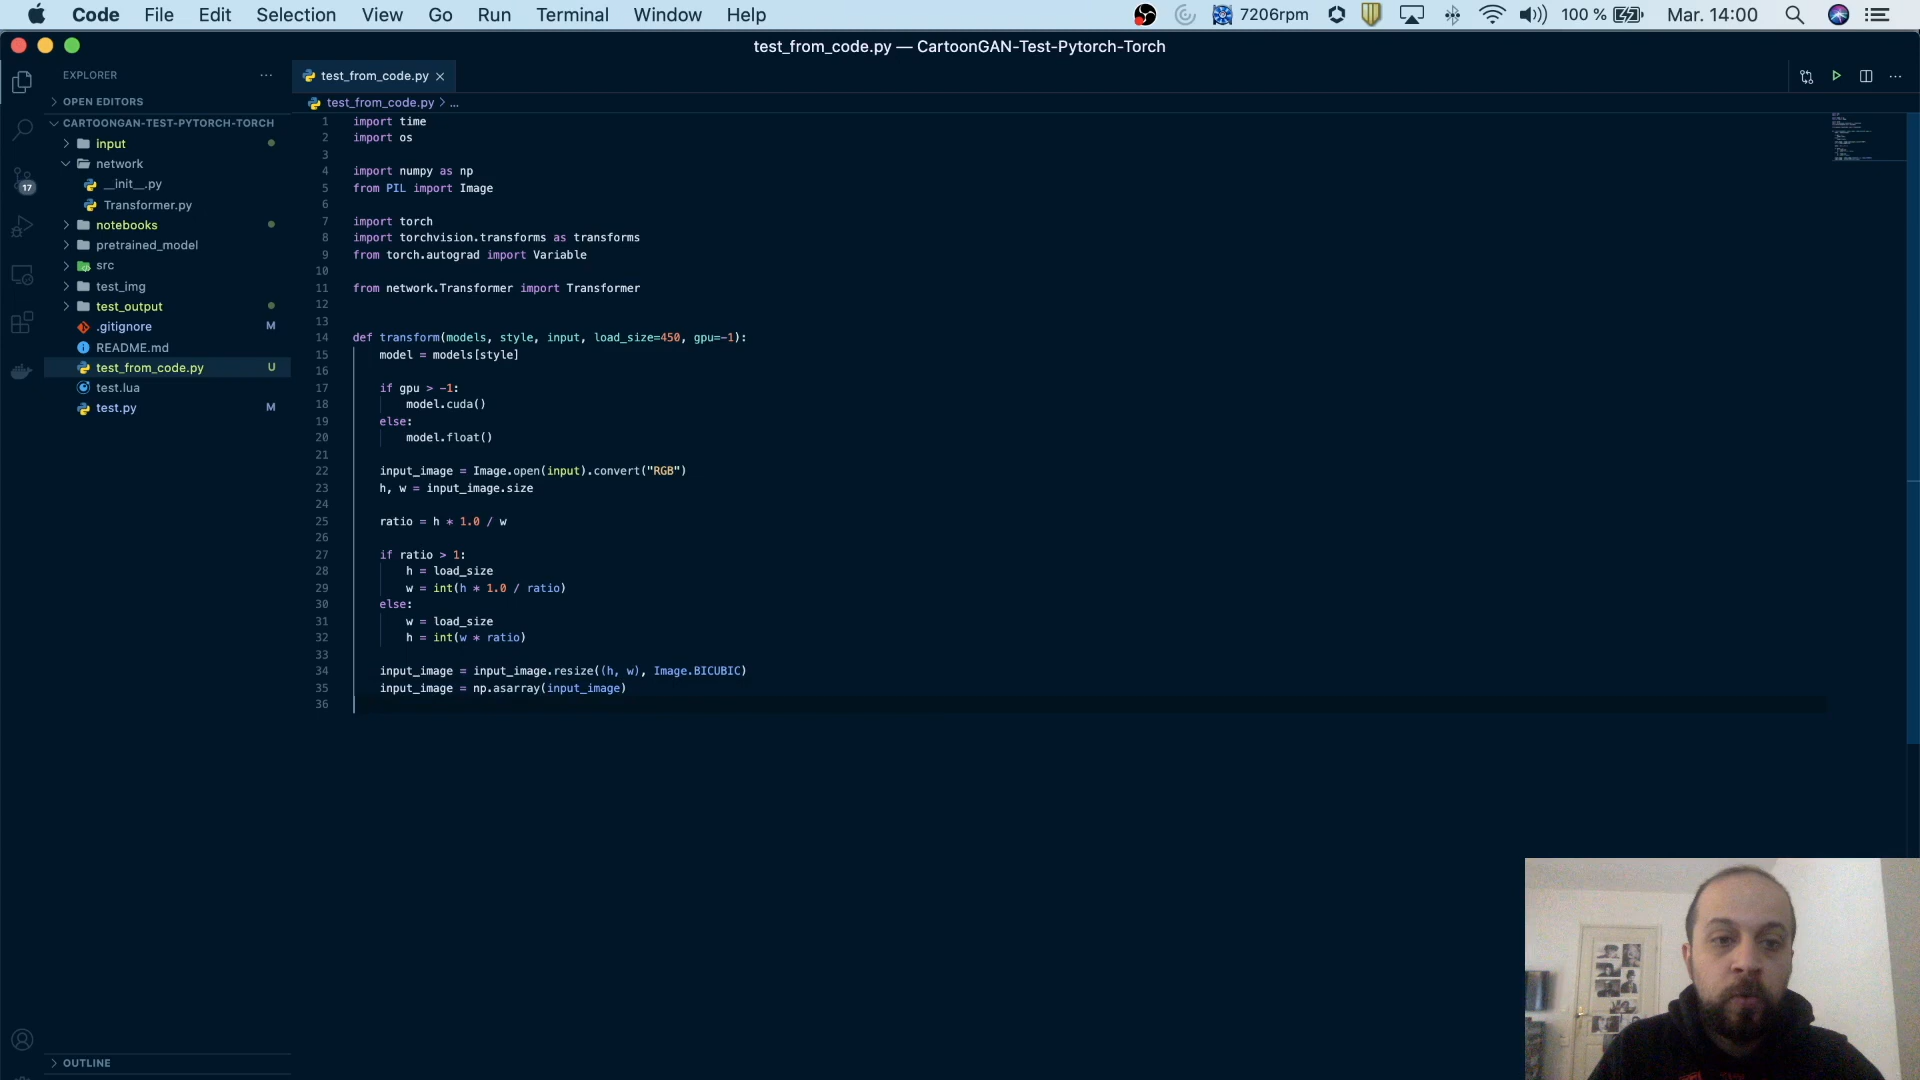 Code File Edit Selection View Go Run Terminal Window Help 7206rpm 100 % Mar. 14:00
test_from_code.py — CartoonGAN-Test-Pytorch-Torch
EXPLORER
OPEN EDITORS
CARTOONGAN-TEST-PYTORCH-TORCH
input
network
__init__.py
Transformer.py
17
notebooks
pretrained_model
src
test_img
test_output
.gitignore M
README.md
test_from_code.py U
test.lua
test.py M
OUTLINE
test_from_code.py
test_from_code.py > ...
1 import time
2 import os
3
4 import numpy as np
5 from PIL import Image
6
7 import torch
8 import torchvision.transforms as transforms
9 from torch.autograd import Variable
10
11 from network.Transformer import Transformer
12
13
14 def transform(models, style, input, load_size=450, gpu=-1):
15 model = models[style]
16
17 if gpu > -1:
18 model.cuda()
19 else:
20 model.float()
21
22 input_image = Image.open(input).convert("RGB")
23 h, w = input_image.size
24
25 ratio = h * 1.0 / w
26
27 if ratio > 1:
28 h = load_size
29 w = int(h * 1.0 / ratio)
30 else:
31 w = load_size
32 h = int(w * ratio)
33
34 input_image = input_image.resize((h, w), Image.BICUBIC)
35 input_image = np.asarray(input_image)
36